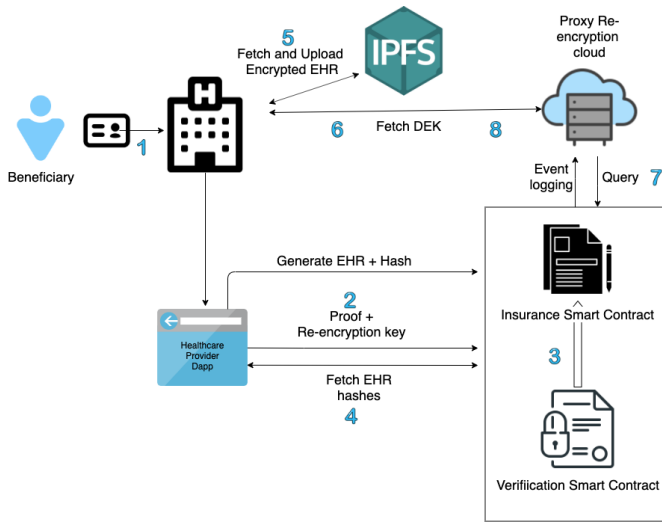 5
Fetch and Upload
Encrypted EHR
IPFS
Proxy Re-
encryption
cloud
H
1
Beneficiary
6
Fetch DEK
8
Event
logging
Query
7
Generate EHR + Hash
2
Proof +
Re-encryption key
Healthcare
Provider
Dapp
Fetch EHR
hashes
4
Insurance Smart Contract
3
Verifiication Smart Contract